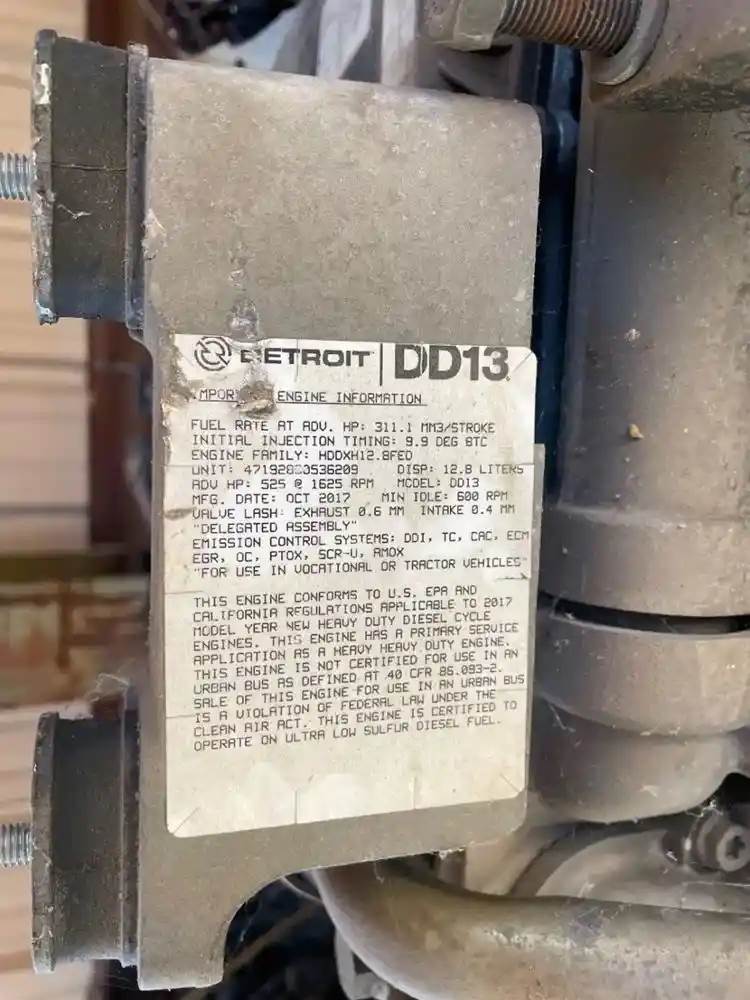 DETROIT DD13
ENGINE INFORMATION
FUEL RATE AT ADV. HP: 311.1 MM3/STROKE
INITIAL INJECTION TIMING: 9.9 DEG BTC
ENGINE FAMILY: HDDXH12.8FED
UNIT: DISP: 12.8 LITERS
ADV HP: 525 @ 1625 RPM MODEL: DD13
MFG. DATE: OCT 2017 MIN IDLE: 600 RPM
VALVE LASH: EXHAUST 0.6 MM INTAKE 0.4 MM
"DELEGATED ASSEMBLY"
EMISSION CONTROL SYSTEMS: DDI, TC, CAC, ECM
EGR, OC, PTOX, SCR-U, AMOX
"FOR USE IN VOCATIONAL OR TRACTOR VEHICLES"
THIS ENGINE CONFORMS TO U.S. EPA AND
CALIFORNIA REGULATIONS APPLICABLE TO 2017
MODEL YEAR NEW HEAVY DUTY DIESEL CYCLE
ENGINES. THIS ENGINE HAS A PRIMARY SERVICE
APPLICATION AS A HEAVY HEAVY DUTY ENGINE.
THIS ENGINE IS NOT CERTIFIED FOR USE IN AN
URBAN BUS AS DEFINED AT 40 CFR 86.093-2.
SALE OF THIS ENGINE FOR USE IN AN URBAN BUS
IS A VIOLATION OF FEDERAL LAW UNDER THE
CLEAN AIR ACT. THIS ENGINE IS CERTIFIED TO
OPERATE ON ULTRA LOW SULFUR DIESEL FUEL.